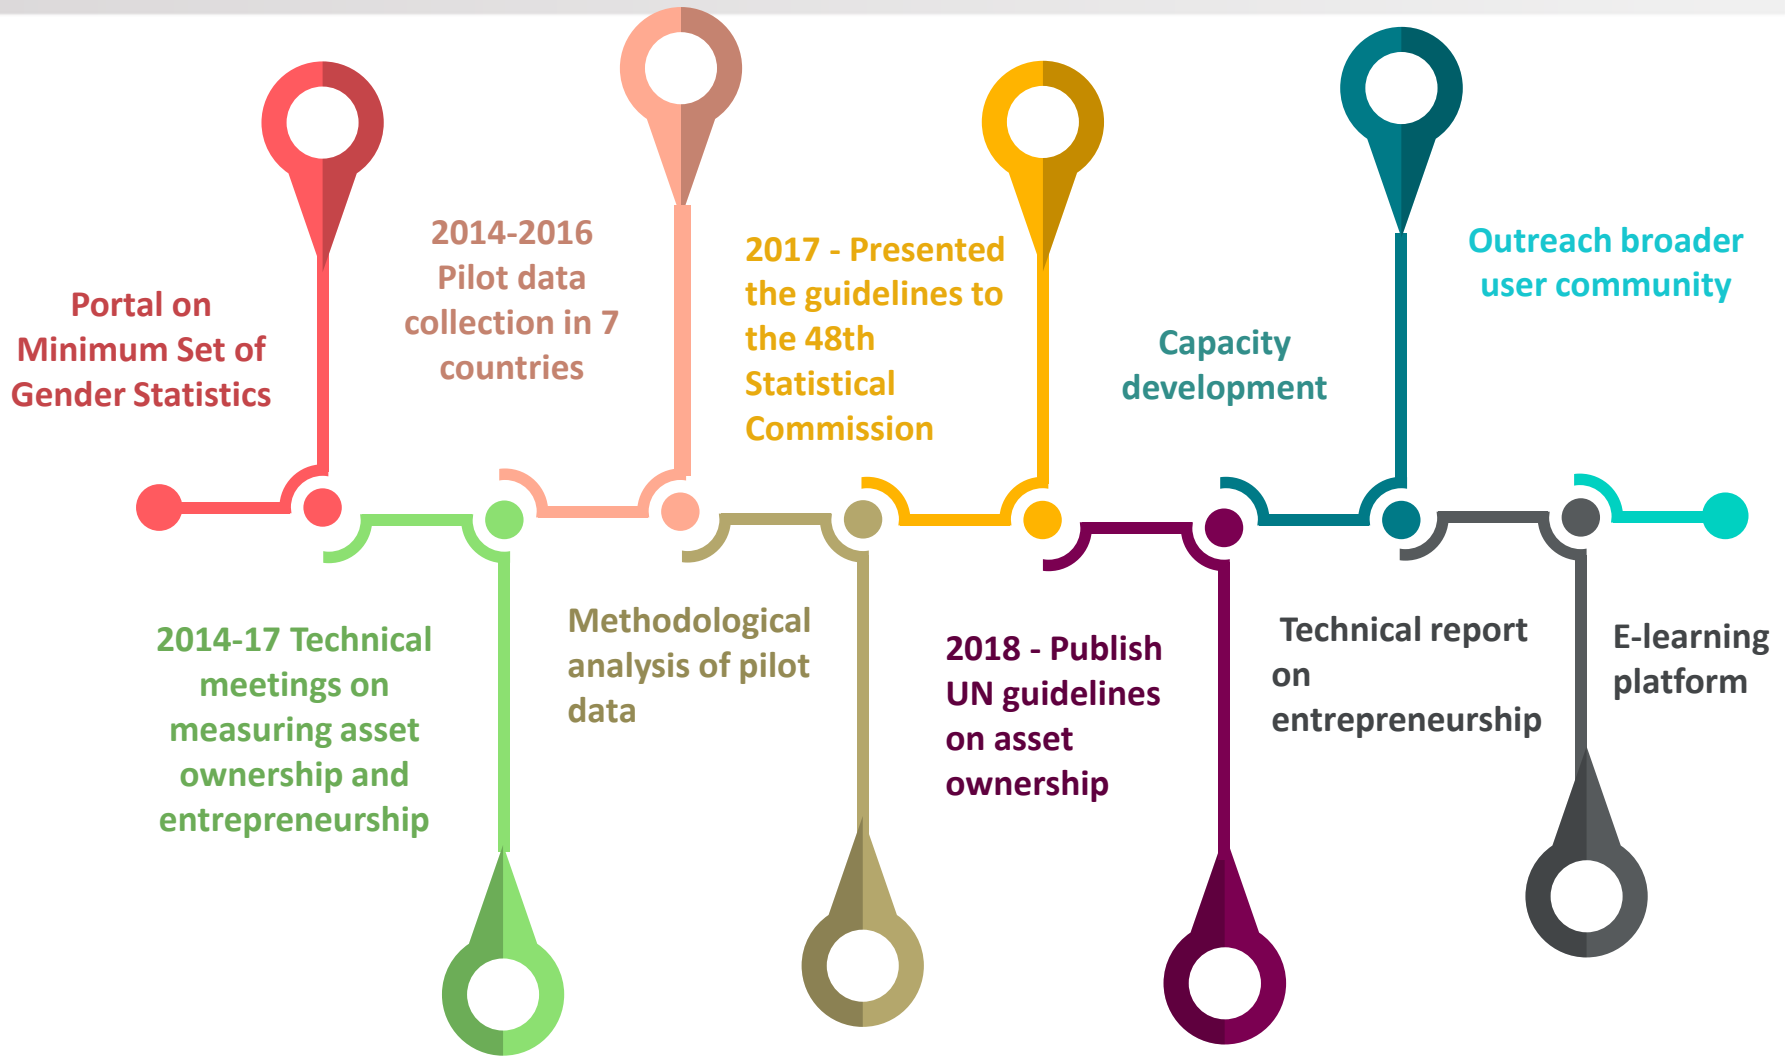 Portal on
Minimum Set of
Gender Statistics
2014-17 Technical
meetings on
measuring asset
ownership and
entrepreneurship
2014-2016
Pilot data
collection in 7
countries
Methodological
analysis of pilot
data
2017 - Presented
the guidelines to
the 48th
Statistical
Commission
2018 - Publish
UN guidelines
on asset
ownership
Capacity
development
Technical report
on
entrepreneurship
E-learning
platform
Outreach broader
user community